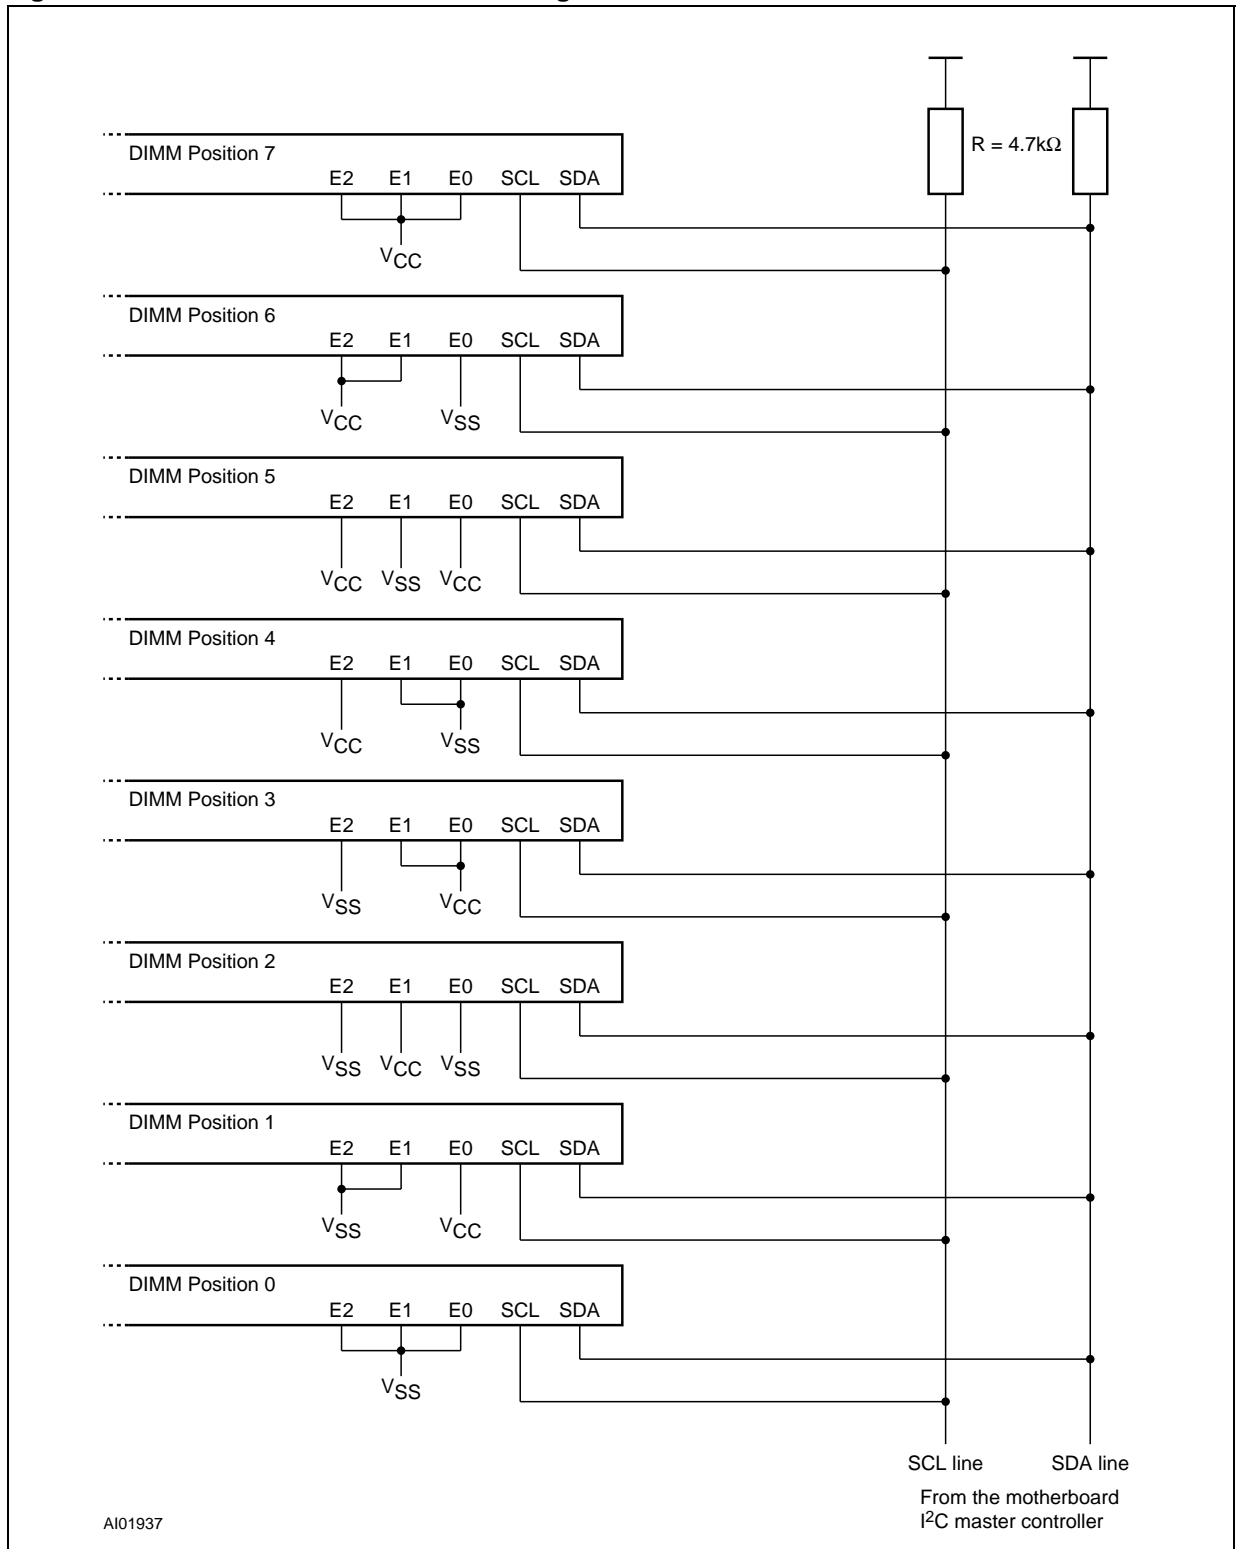 R = 4.7kΩ
DIMM Position 7
E2 E1 E0 SCL SDA
VCC
DIMM Position 6
E2 E1 E0 SCL SDA
VCC VSS
DIMM Position 5
E2 E1 E0 SCL SDA
VCC VSS VCC
DIMM Position 4
E2 E1 E0 SCL SDA
VCC VSS
DIMM Position 3
E2 E1 E0 SCL SDA
VSS VCC
DIMM Position 2
E2 E1 E0 SCL SDA
VSS VCC VSS
DIMM Position 1
E2 E1 E0 SCL SDA
VSS VCC
DIMM Position 0
E2 E1 E0 SCL SDA
VSS
SCL line SDA line
From the motherboard
I2C master controller
AI01937